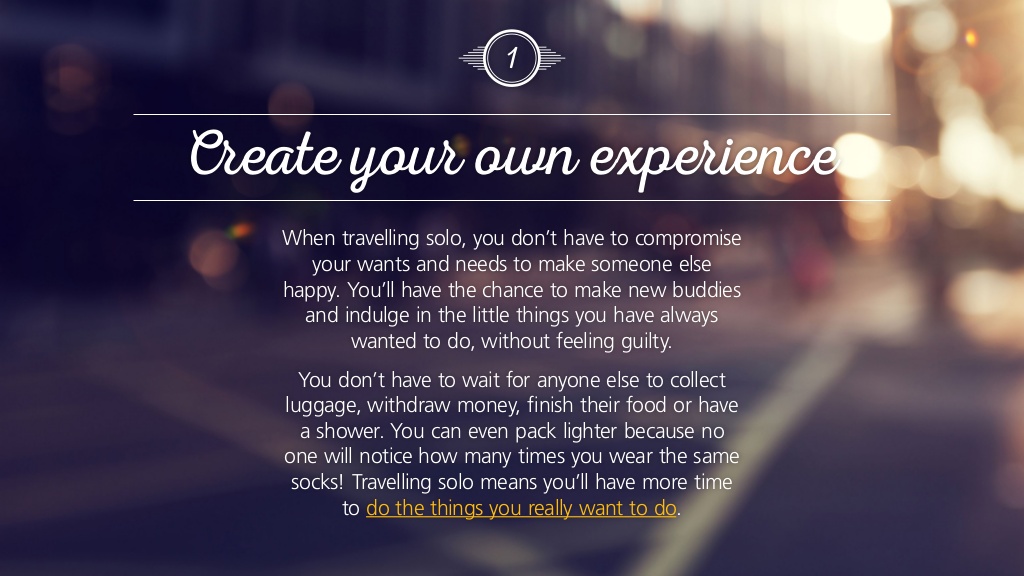 1
Create your own experience
When travelling solo, you don’t have to compromise
your wants and needs to make someone else
happy. You’ll have the chance to make new buddies
and indulge in the little things you have always
wanted to do, without feeling guilty.
You don’t have to wait for anyone else to collect
luggage, withdraw money, finish their food or have
a shower. You can even pack lighter because no
one will notice how many times you wear the same
socks! Travelling solo means you’ll have more time
to do the things you really want to do.